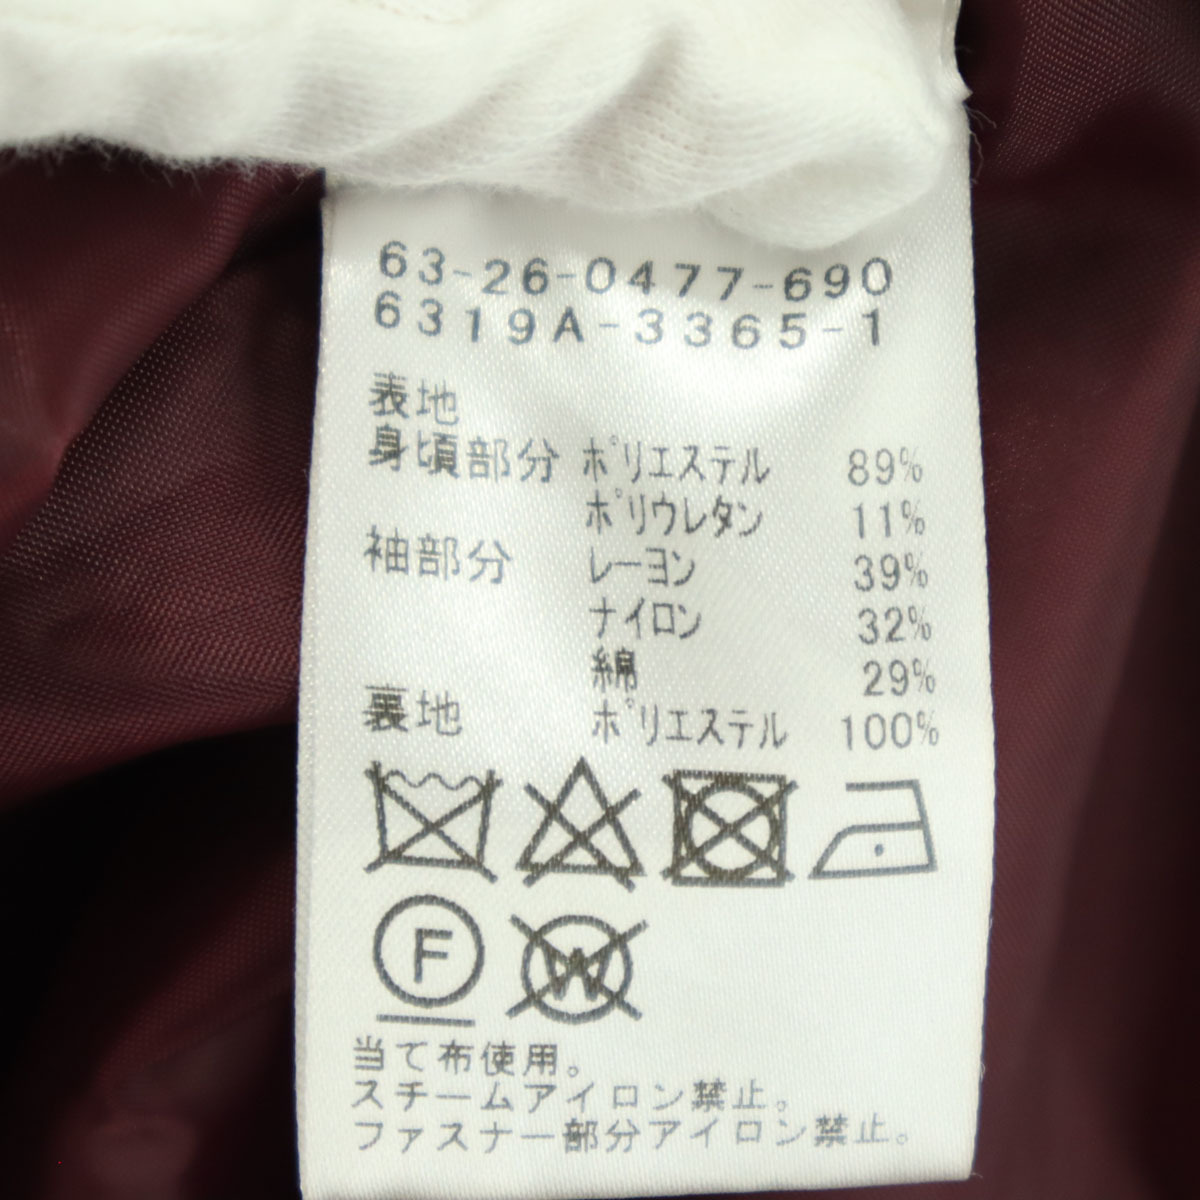 63-26-0477-690
6319A-3365-1
表地
身頃部分 ポリエステル 89%
ポリウレタン 11%
袖部分 レーヨン 39%
ナイロン 32%
綿 29%
裏地 ポリエステル 100%
F W
当て布使用。
スチームアイロン禁止。
ファスナー部分アイロン禁止。